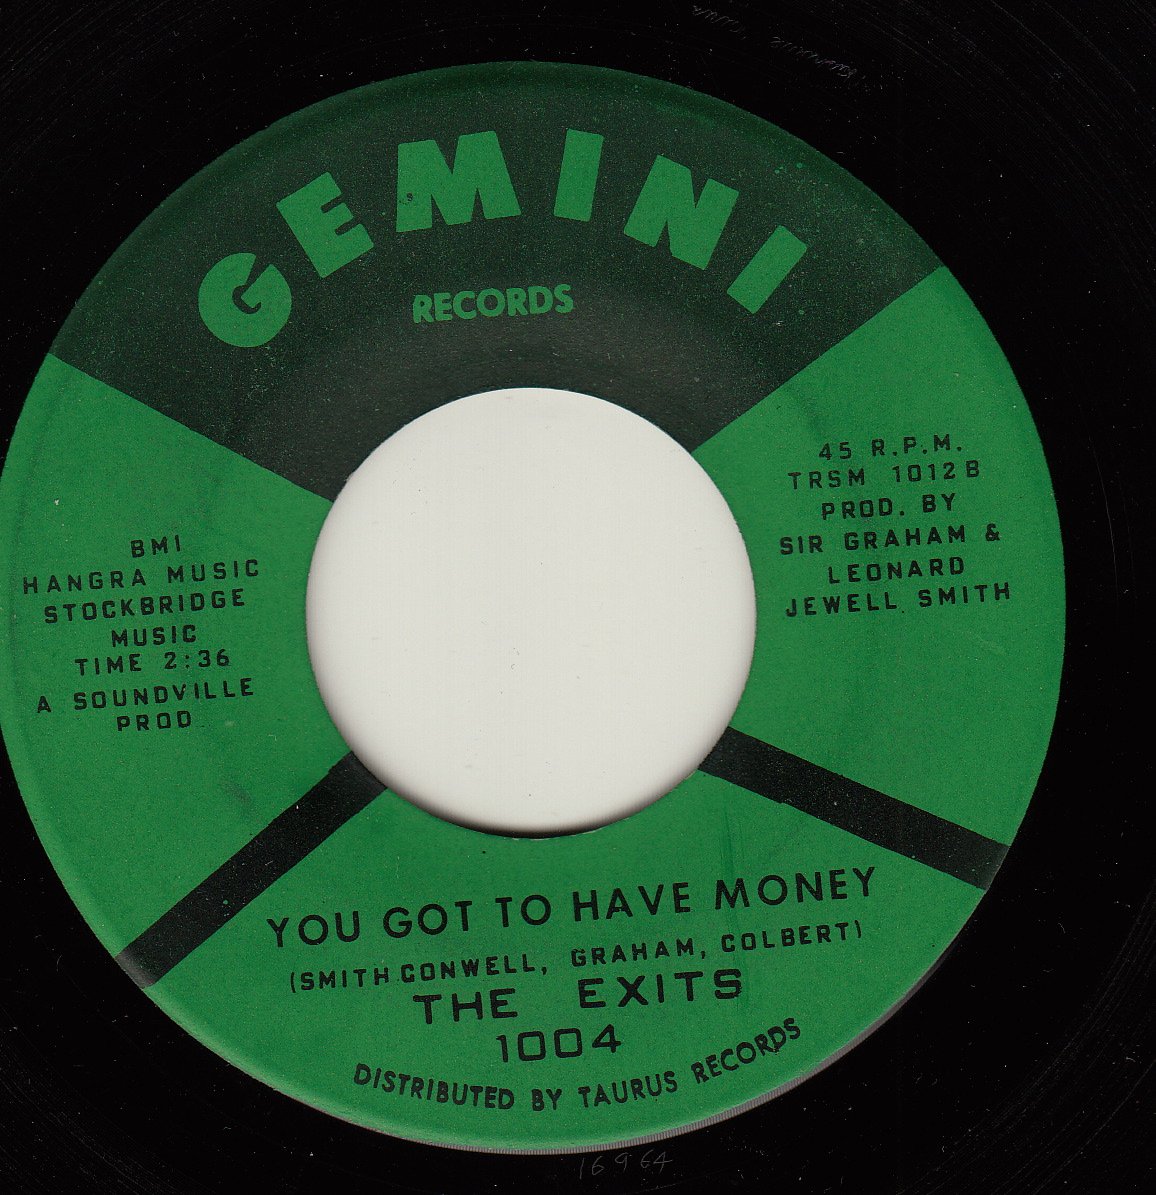 GEMINI
RECORDS
BMI
HANGRA MUSIC
STOCKBRIDGE
MUSIC
TIME 2:36
A SOUNDVILLE
PROD
45 R.P.M.
TRSM 1012 B
PROD. BY
SIR GRAHAM &
LEONARD
JEWELL SMITH
YOU GOT TO HAVE MONEY
(SMITH CONWELL, GRAHAM, COLBERT)
THE EXITS
1004
DISTRIBUTED BY TAURUS RECORDS
16964